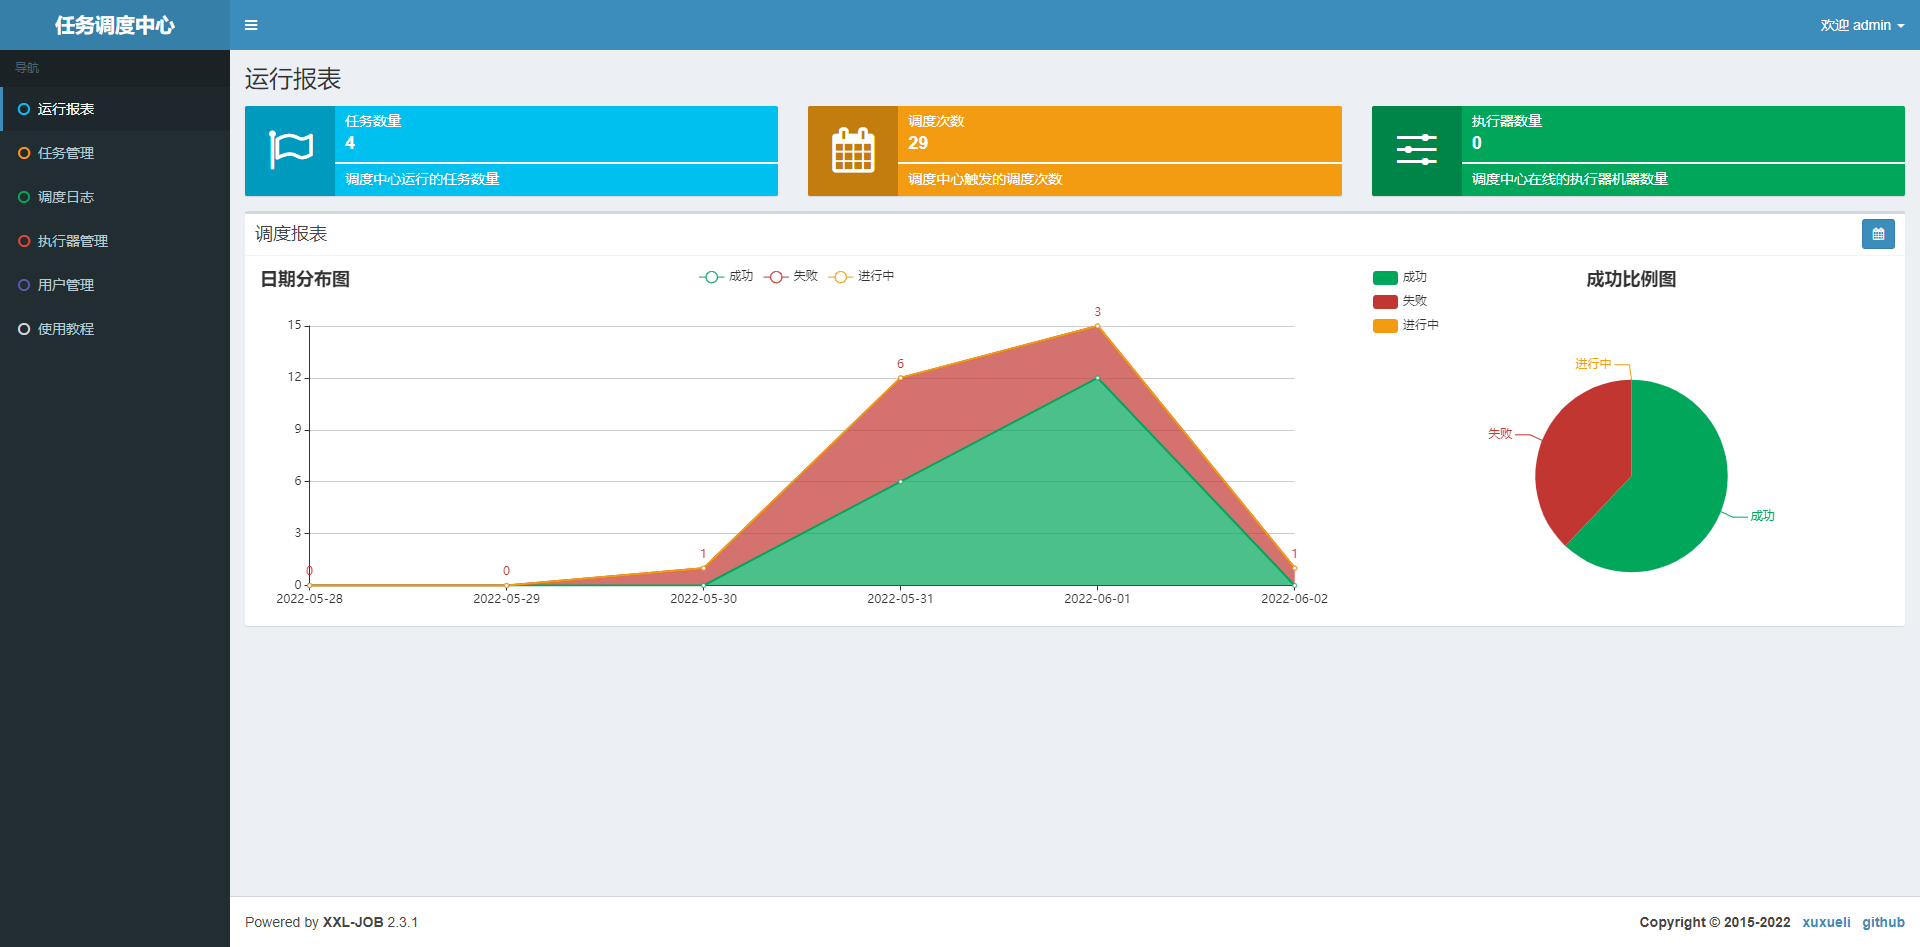 任务调度中心
欢迎 admin
导航
运行报表
任务管理
调度日志
执行器管理
用户管理
使用教程
运行报表
任务数量
4
调度中心运行的任务数量
调度次数
29
调度中心触发的调度次数
执行器数量
0
调度中心在线的执行器机器数量
调度报表
日期分布图
成功 失败 进行中
15
12
9
6
3
0
0
0
1
6
3
1
2022-05-28 2022-05-29 2022-05-30 2022-05-31 2022-06-01 2022-06-02
成功
失败
进行中
成功比例图
进行中
失败
成功
Powered by XXL-JOB 2.3.1
Copyright © 2015-2022 xuxueli github